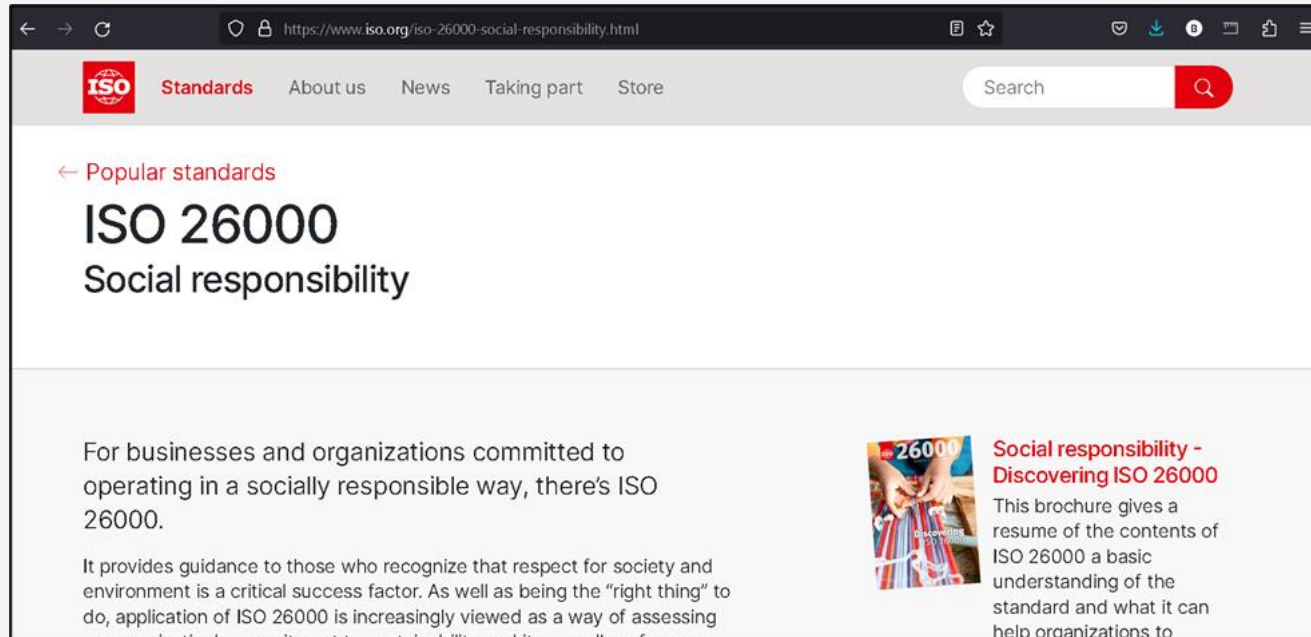 https://www.iso.org/iso-26000-social-responsibility.html
ISO
Standards
About us
News
Taking part
Store
Search
← Popular standards
ISO 26000
Social responsibility
For businesses and organizations committed to
operating in a socially responsible way, there's ISO
26000.
It provides guidance to those who recognize that respect for society and
environment is a critical success factor. As well as being the “right thing” to
do, application of ISO 26000 is increasingly viewed as a way of assessing
26000
Discovering
ISO 26000
Social responsibility -
Discovering ISO 26000
This brochure gives a
resume of the contents of
ISO 26000 a basic
understanding of the
standard and what it can
help organizations to